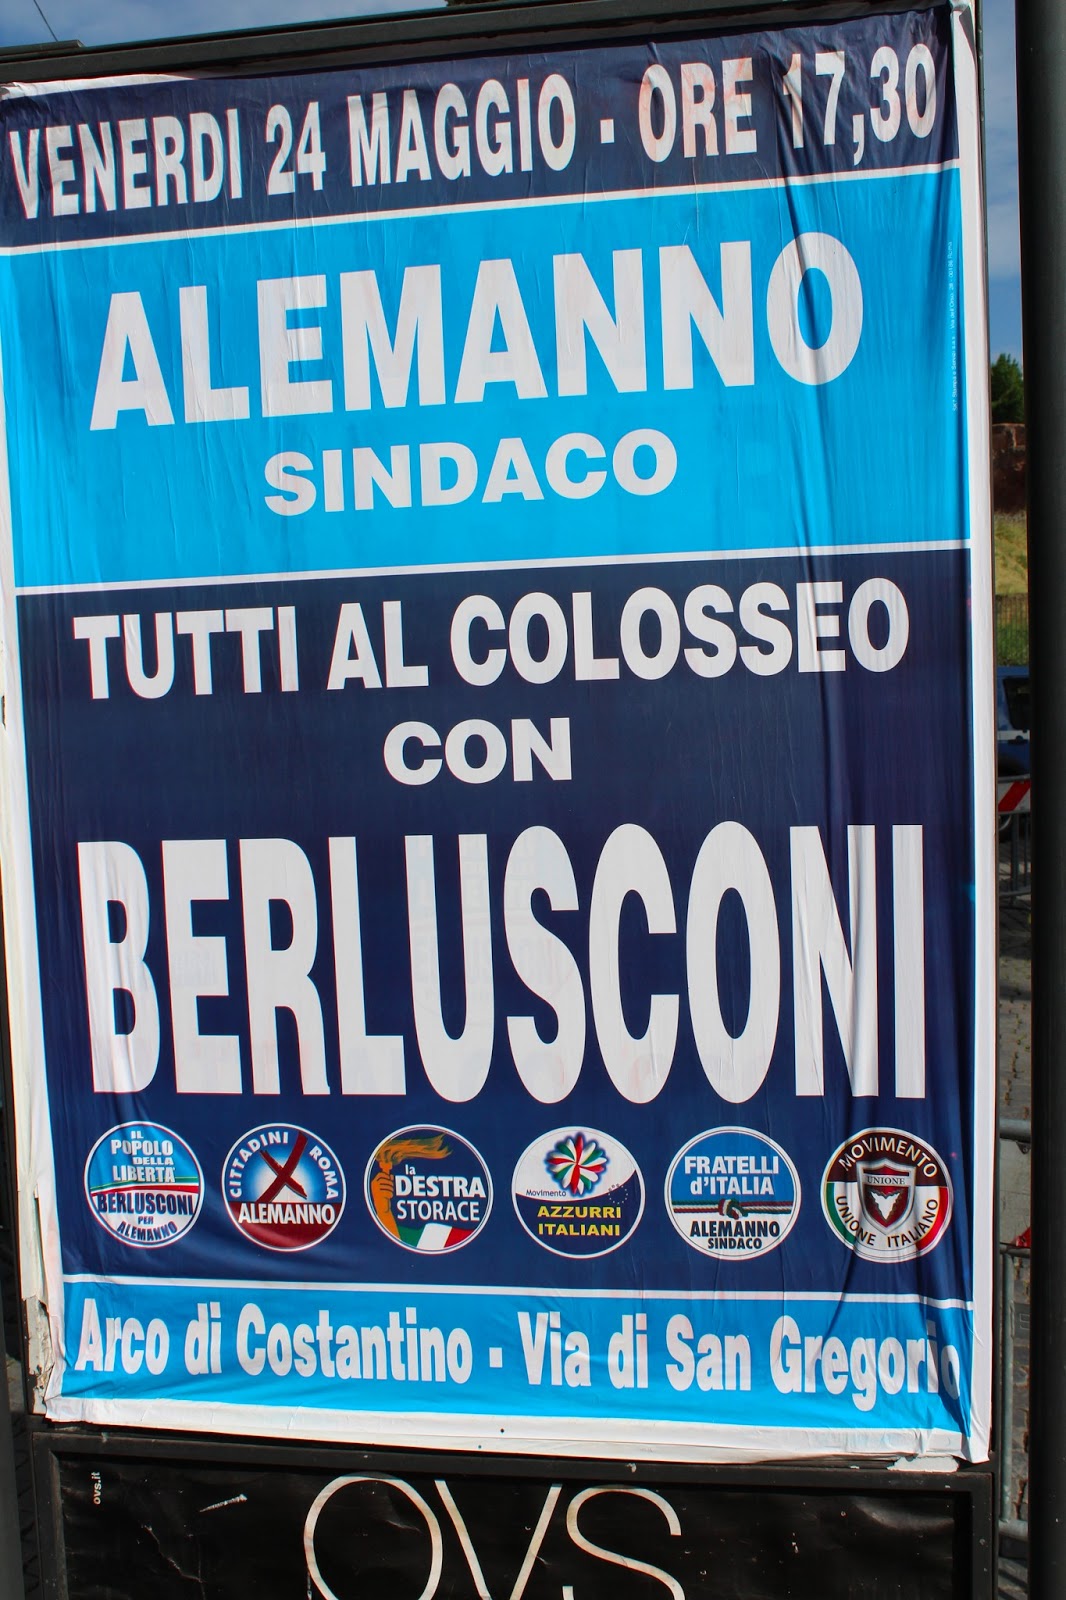 VENERDI 24 MAGGIO - ORE 17,30
ALEMANNO
SINDACO
TUTTI AL COLOSSEO
CON
BERLUSCONI
IL
POPOLO
DELLA
LIBERTA'
BERLUSCONI
PER
ALEMANNO
CITTADINI X ROMA
ALEMANNO
la
DESTRA
STORACE
Movimento
AZZURRI
ITALIANI
FRATELLI
d'ITALIA
ALEMANNO
SINDACO
MOVIMENTO
UNIONE
UNIONE ITALIANO
Arco di Costantino - Via di San Gregorio
ovs.it
OVS